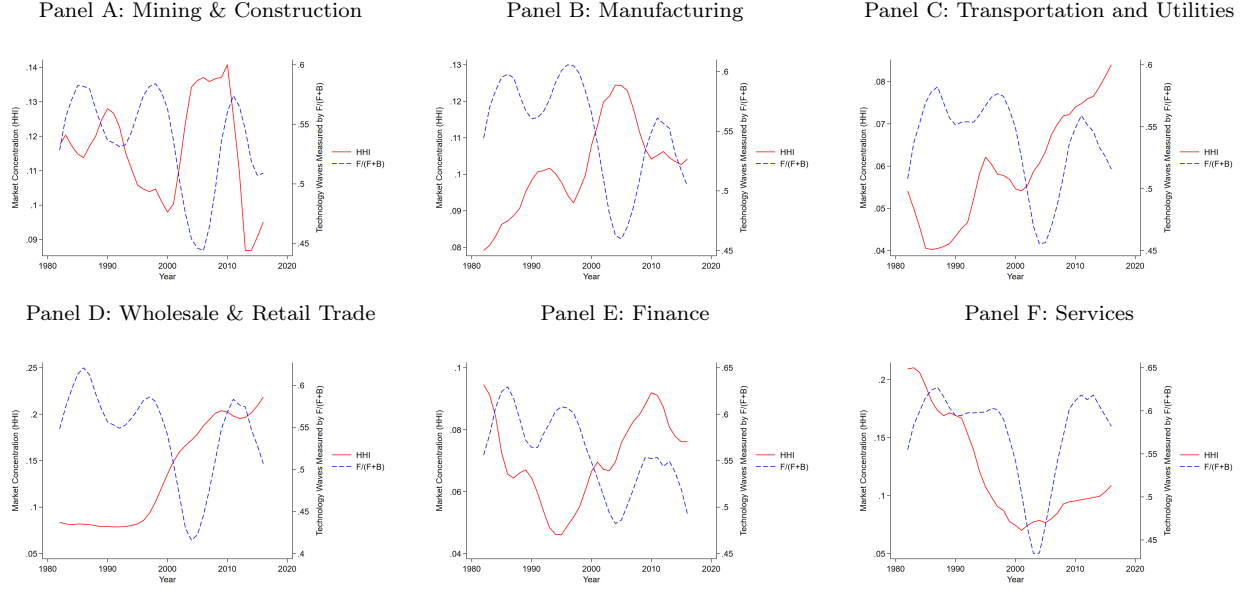 Panel A: Mining & Construction
Panel B: Manufacturing
Panel C: Transportation and Utilities
Market Concentration (HHI)
.14
.13
.12
.11
.1
.09
.6
.55
.5
.45
Technology Waves Measured by F/(F+B)
1980 1990 2000 2010 2020
Year
HHI
F/(F+B)
Market Concentration (HHI)
.13
.12
.11
.1
.09
.08
.6
.55
.5
.45
Technology Waves Measured by F/(F+B)
1980 1990 2000 2010 2020
Year
HHI
F/(F+B)
Market Concentration (HHI)
.08
.07
.06
.05
.04
.6
.55
.5
.45
Technology Waves Measured by F/(F+B)
1980 1990 2000 2010 2020
Year
HHI
F/(F+B)
Panel D: Wholesale & Retail Trade
Panel E: Finance
Panel F: Services
Market Concentration (HHI)
.25
.2
.15
.1
.05
.6
.55
.5
.45
.4
Technology Waves Measured by F/(F+B)
1980 1990 2000 2010 2020
Year
HHI
F/(F+B)
Market Concentration (HHI)
.1
.08
.06
.04
.65
.6
.55
.5
.45
Technology Waves Measured by F/(F+B)
1980 1990 2000 2010 2020
Year
HHI
F/(F+B)
Market Concentration (HHI)
.2
.15
.1
.05
.65
.6
.55
.5
.45
Technology Waves Measured by F/(F+B)
1980 1990 2000 2010 2020
Year
HHI
F/(F+B)